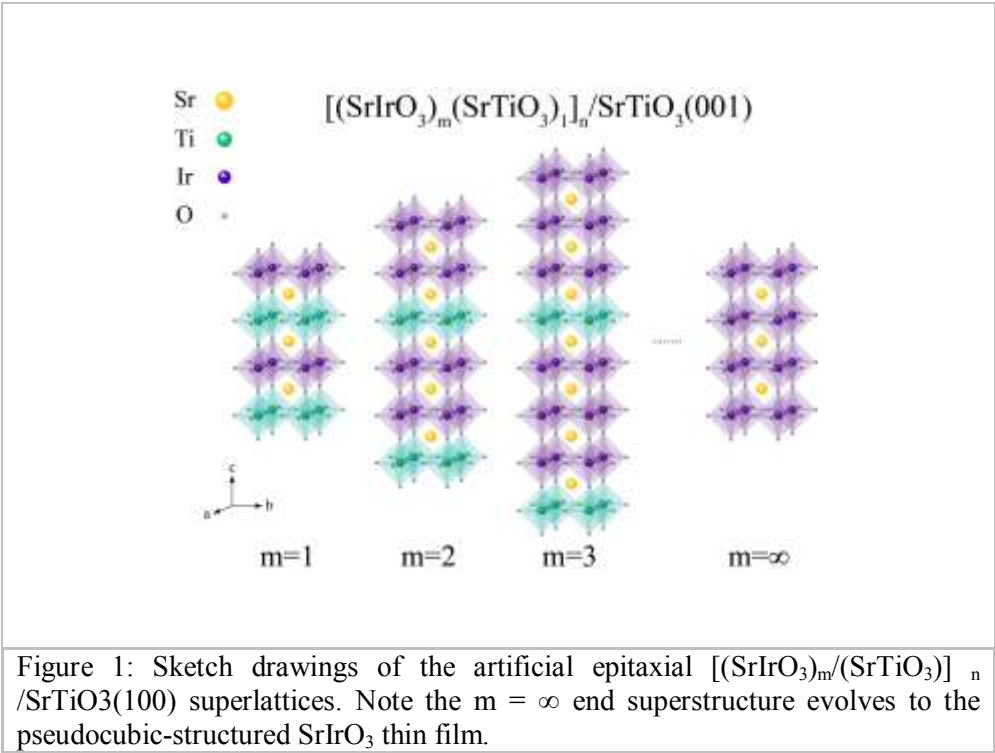 Sr
Ti
Ir
O
[(SrIrO₃)ₘ(SrTiO₃)₁]ₙ/SrTiO₃(001)
.......
c
a
b
m=1
m=2
m=3
m=∞
Figure 1: Sketch drawings of the artificial epitaxial [(SrIrO₃)ₘ/(SrTiO₃)] ₙ
/SrTiO3(100) superlattices. Note the m = ∞ end superstructure evolves to the
pseudocubic-structured SrIrO₃ thin film.